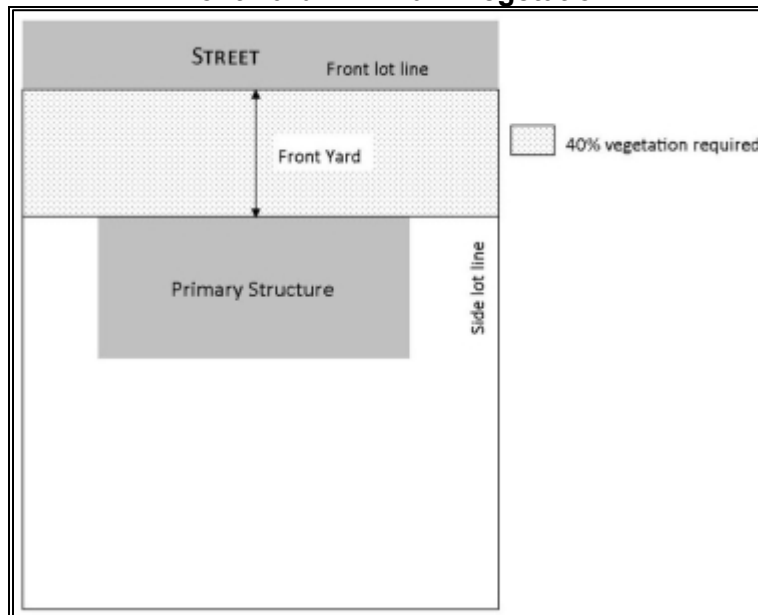 STREET
Front lot line
Front Yard
40% vegetation required
Primary Structure
Side lot line